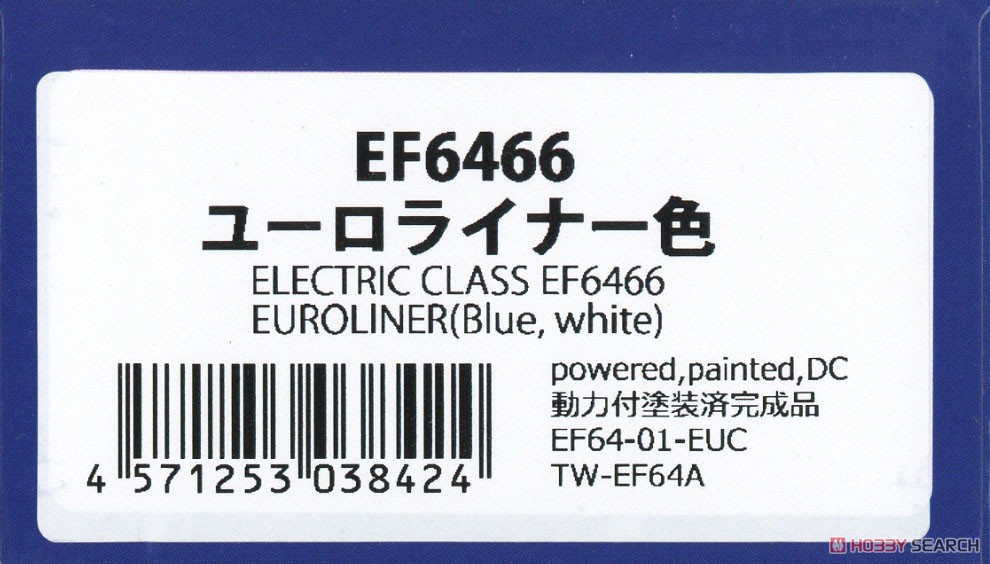 EF6466
ユーロライナー色
ELECTRIC CLASS EF6466
EUROLINER(Blue, white)
powered,painted,DC
動力付塗装済完成品
EF64-01-EUC
TW-EF64A
4 571253 038424
HOBBY SEARCH